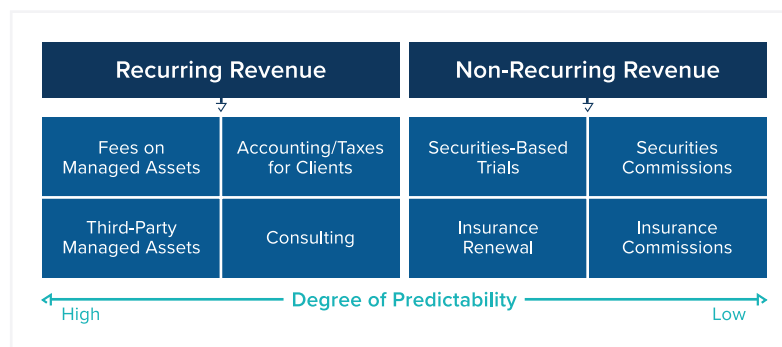 Recurring Revenue
Non-Recurring Revenue
Fees on
Managed Assets
Accounting/Taxes
for Clients
Securities-Based
Trials
Securities
Commissions
Third-Party
Managed Assets
Consulting
Insurance
Renewal
Insurance
Commissions
Degree of Predictability
High
Low